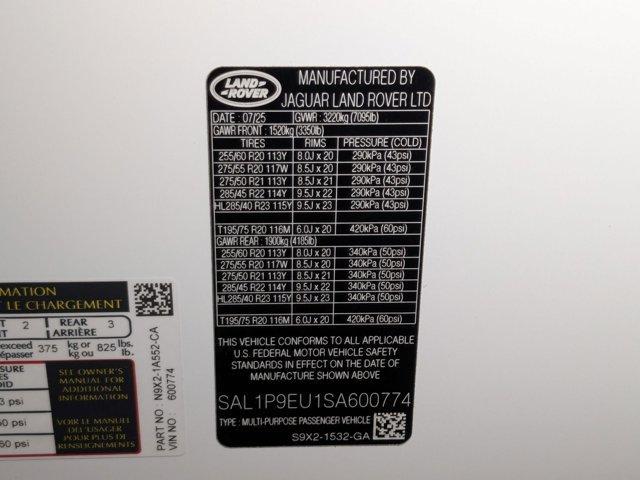 LAND-
ROVER
MANUFACTURED BY
JAGUAR LAND ROVER LTD
DATE : 07/25 GVWR : 3220kg (7095lb)
GAWR FRONT : 1520kg (3350lb)
TIRES RIMS PRESSURE (COLD)
255/60 R20 113Y 8.0J x 20 290kPa (43psi)
275/55 R20 117W 8.5J x 20 290kPa (43psi)
275/50 R21 113Y 8.5J x 21 290kPa (43psi)
285/45 R22 114Y 9.5J x 22 290kPa (43psi)
HL285/40 R23 115Y 9.5J x 23 290kPa (43psi)
T195/75 R20 116M 6.0J x 20 420kPa (60psi)
GAWR REAR : 1900kg (4185lb)
255/60 R20 113Y 8.0J x 20 340kPa (50psi)
275/55 R20 117W 8.5J x 20 340kPa (50psi)
275/50 R21 113Y 8.5J x 21 340kPa (50psi)
285/45 R22 114Y 9.5J x 22 340kPa (50psi)
HL285/40 R23 115Y 9.5J x 23 340kPa (50psi)
T195/75 R20 116M 6.0J x 20 420kPa (60psi)
THIS VEHICLE CONFORMS TO ALL APPLICABLE
U.S. FEDERAL MOTOR VEHICLE SAFETY
STANDARDS IN EFFECT ON THE DATE OF
MANUFACTURE SHOWN ABOVE.
SAL1P9EU1SA600774
TYPE : MULTI-PURPOSE PASSENGER VEHICLE
S9X2-1532-GA
RMATION
T LE CHARGEMENT
T 2 REAR 3
ARRIÈRE
exceed 375 kg or 825 lbs.
épasser kg ou lb.
SURE SEE OWNER'S
ES MANUAL FOR
OID ADDITIONAL
INFORMATION
3 psi
50 psi VOIR LE MANUEL
DE L'USAGER
60 psi POUR PLUS DE
RENSEIGNEMENTS
PART NO : N9X2-1A552-CA
VIN NO : 600774